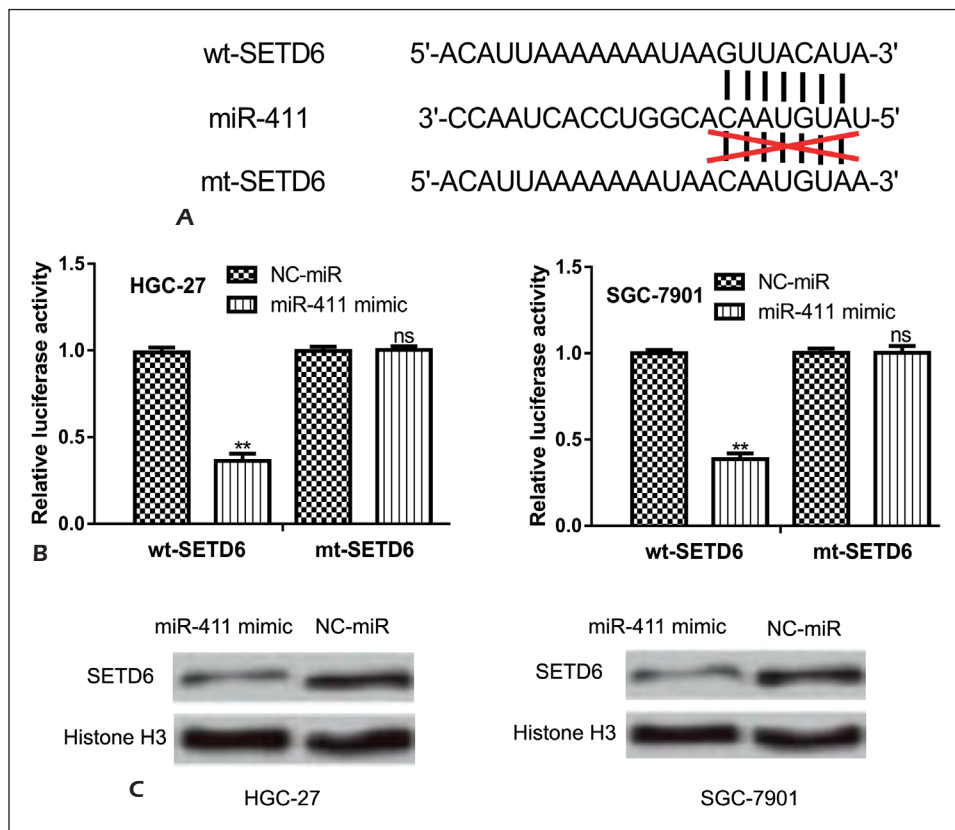 wt-SETD6 5'-ACAUUAAAAAAAUAAGUUACAUA-3'
miR-411 3'-CCAAUCACCUGGCACAAUGUAU-5'
mt-SETD6 5'-ACAUUAAAAAAAUAACAAUGUAA-3'
A
Relative luciferase activity
1.5
1.0
0.5
0.0
HGC-27
NC-miR
miR-411 mimic
**
ns
wt-SETD6 mt-SETD6
Relative luciferase activity
1.5
1.0
0.5
0.0
SGC-7901
NC-miR
miR-411 mimic
**
ns
wt-SETD6 mt-SETD6
B
miR-411 mimic NC-miR
SETD6
Histone H3
HGC-27
miR-411 mimic NC-miR
SETD6
Histone H3
SGC-7901
C